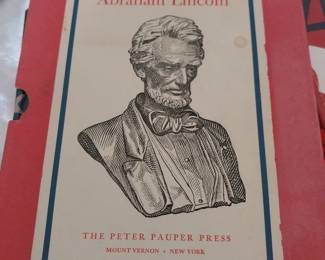 Abraham Lincoln
THE PETER PAUPER PRESS
MOUNT VERNON • NEW YORK